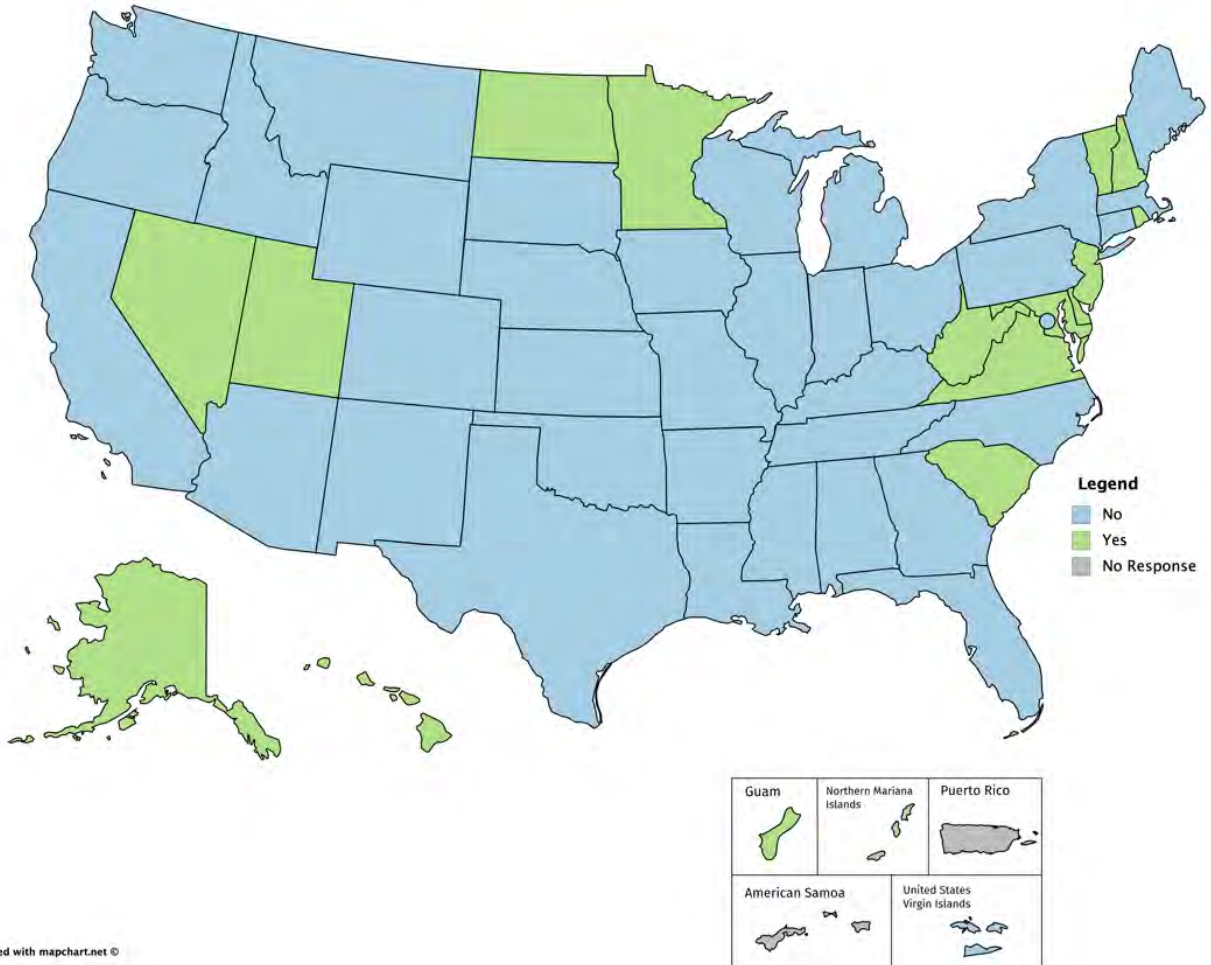 Legend
No
Yes
No Response
Guam
Northern Mariana
Islands
Puerto Rico
American Samoa
United States
Virgin Islands
ed with mapchart.net ©